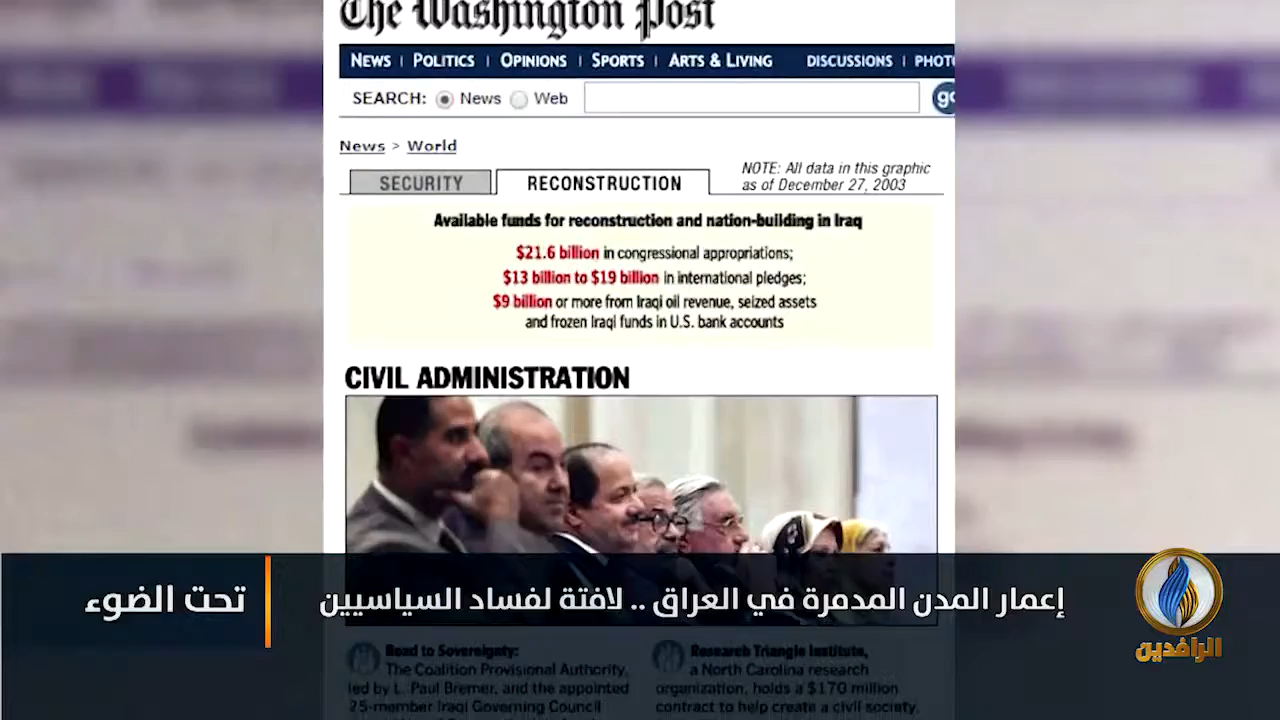 The Washington Post
NEWS | POLITICS | OPINIONS | SPORTS | ARTS & LIVING DISCUSSIONS | PHOT
SEARCH: News Web go
News > World
SECURITY
RECONSTRUCTION
NOTE: All data in this graphic
as of December 27, 2003
Available funds for reconstruction and nation-building in Iraq
$21.6 billion in congressional appropriations;
$13 billion to $19 billion in international pledges;
$9 billion or more from Iraqi oil revenue, seized assets
and frozen Iraqi funds in U.S. bank accounts
CIVIL ADMINISTRATION
إعمار المدن المدمرة في العراق .. لافتة لفساد السياسيين
تحت الضوء
الرافدين
Road to Sovereignty:
The Coalition Provisional Authority,
led by L. Paul Bremer, and the appointed
25-member Iraqi Governing Council
Research Triangle Institute,
a North Carolina research
organization, holds a $170 million
contract to help create a civil society.